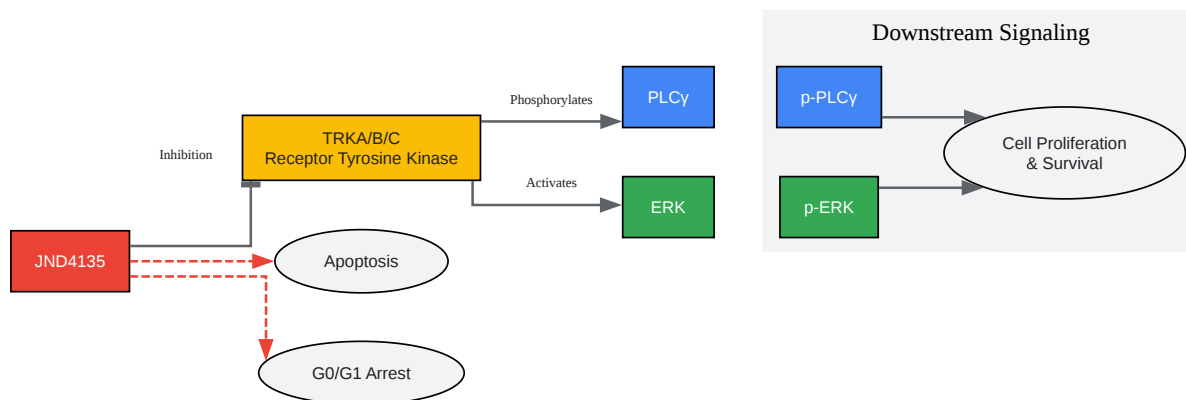 Downstream Signaling
Phosphorylates
PLCγ
p-PLCγ
Inhibition
TRKA/B/C
Receptor Tyrosine Kinase
Cell Proliferation
& Survival
Activates
ERK
p-ERK
JND4135
Apoptosis
G0/G1 Arrest